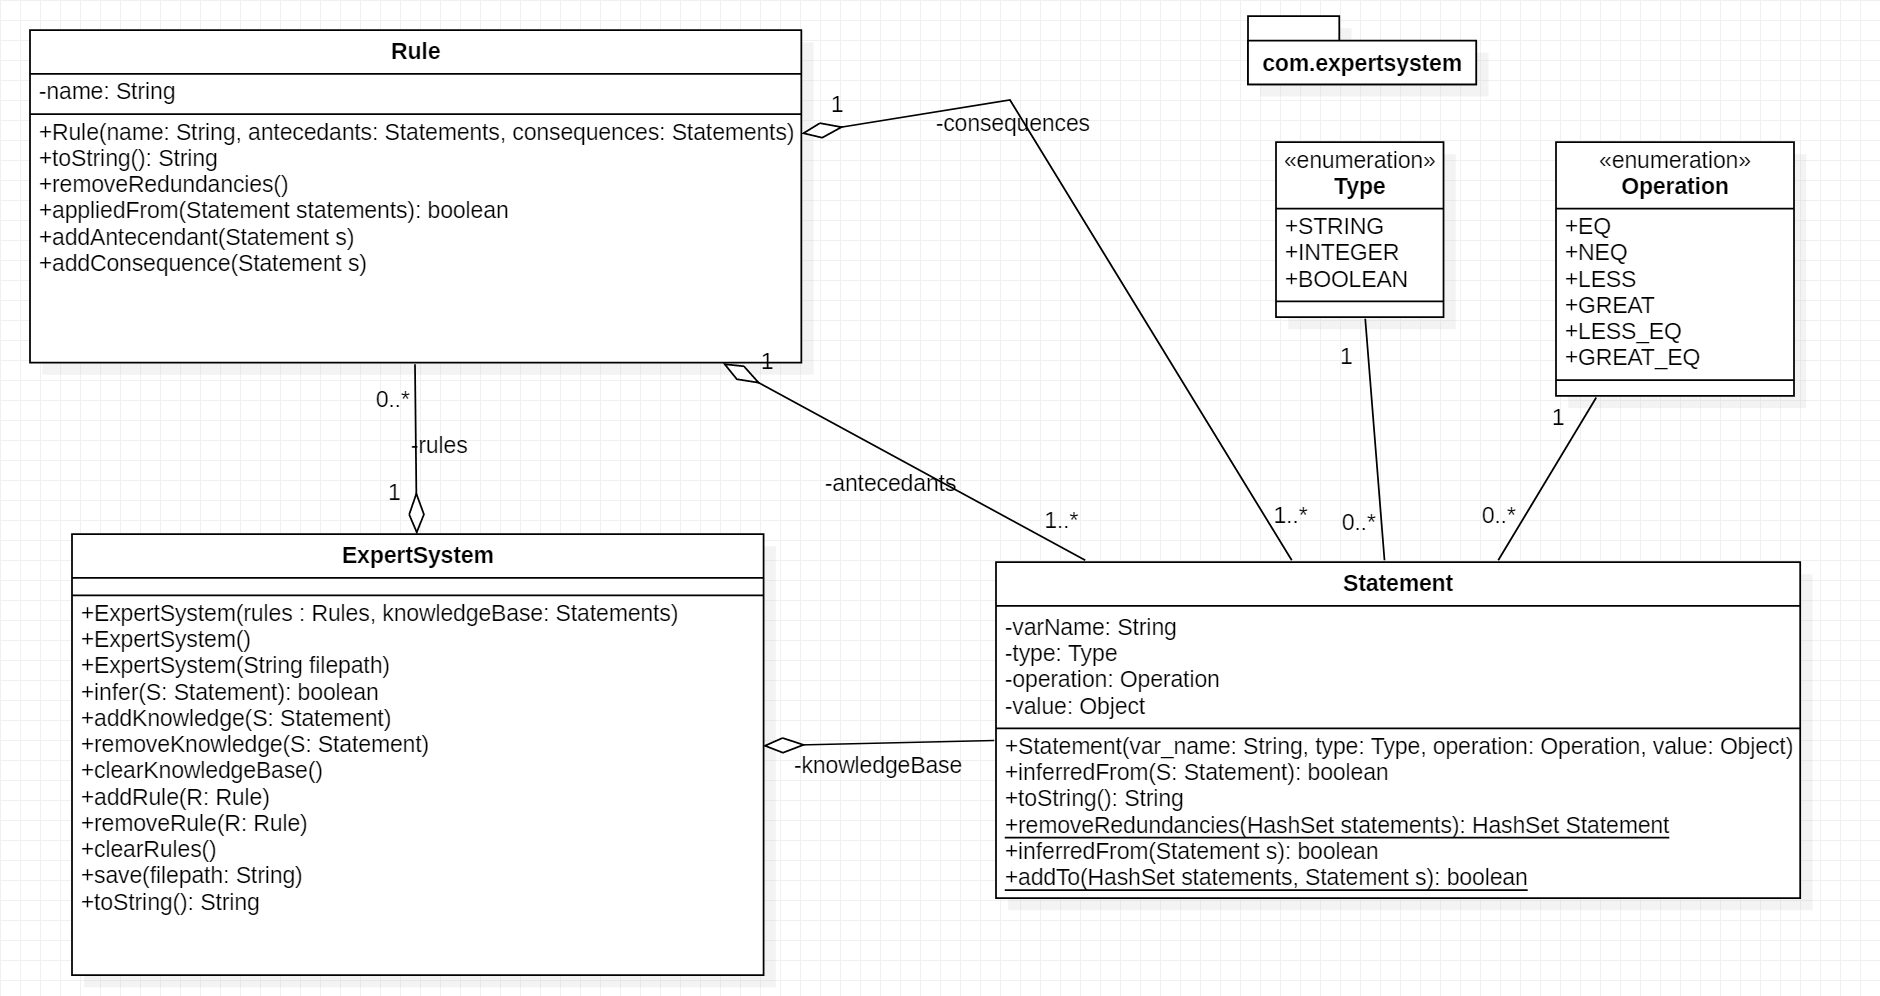 Rule
-name: String
+Rule(name: String, antecedants: Statements, consequences: Statements)
+toString(): String
+removeRedundancies()
+appliedFrom(Statement statements): boolean
+addAntecendant(Statement s)
+addConsequence(Statement s)
1
-consequences
com.expertsystem
«enumeration»
Type
+STRING
+INTEGER
+BOOLEAN
«enumeration»
Operation
+EQ
+NEQ
+LESS
+GREAT
+LESS_EQ
+GREAT_EQ
1
1
1
0..*
-rules
1
-antecedants
1..*
1..*
0..*
0..*
ExpertSystem
+ExpertSystem(rules : Rules, knowledgeBase: Statements)
+ExpertSystem()
+ExpertSystem(String filepath)
+infer(S: Statement): boolean
+addKnowledge(S: Statement)
+removeKnowledge(S: Statement)
+clearKnowledgeBase()
+addRule(R: Rule)
+removeRule(R: Rule)
+clearRules()
+save(filepath: String)
+toString(): String
-knowledgeBase
Statement
-varName: String
-type: Type
-operation: Operation
-value: Object
+Statement(var_name: String, type: Type, operation: Operation, value: Object)
+inferredFrom(S: Statement): boolean
+toString(): String
+removeRedundancies(HashSet statements): HashSet Statement
+inferredFrom(Statement s): boolean
+addTo(HashSet statements, Statement s): boolean